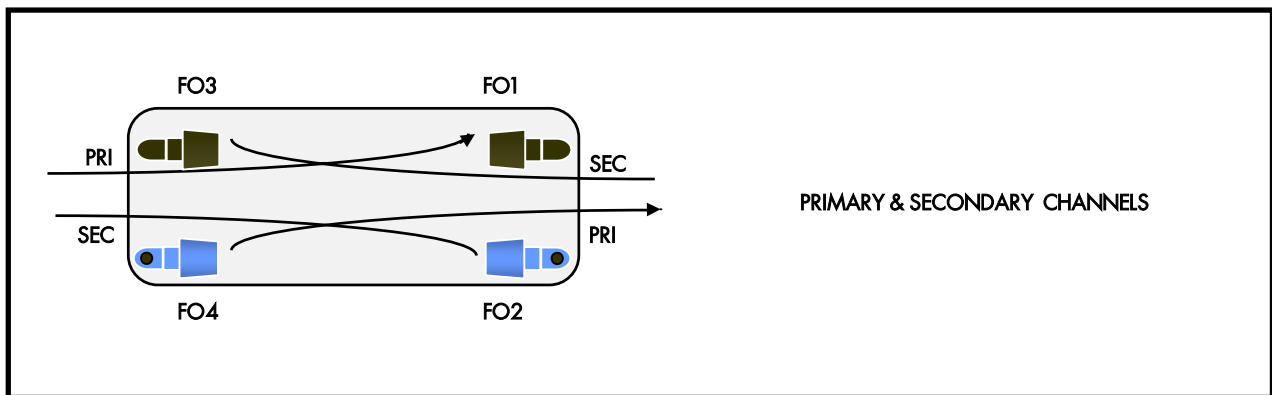 FO3
FO1
PRI
SEC
PRIMARY & SECONDARY CHANNELS
SEC
PRI
FO4
FO2